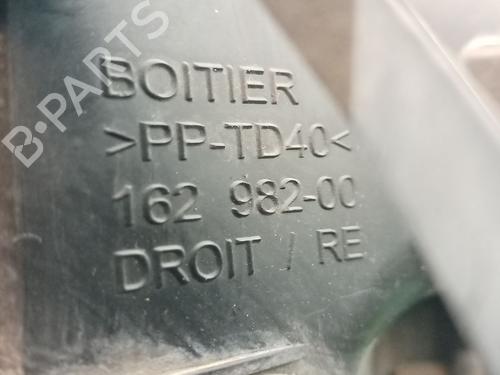 BOITIER
>PP-TD40<
162 982-00
DROIT / RE
B-PARTS